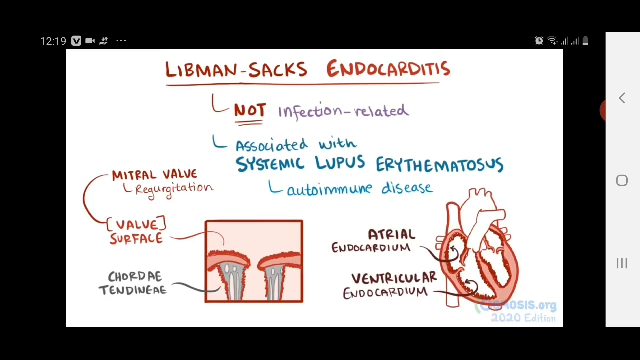 12:19
LIBMAN-SACKS ENDOCARDITIS
NOT infection-related
Associated with
SYSTEMIC LUPUS ERYTHEMATOSUS
autoimmune disease
MITRAL VALVE
Regurgitation
[VALVE]
SURFACE
CHORDAE
TENDINEAE
ATRIAL
ENDOCARDIUM
VENTRICULAR
ENDOCARDIUM
OSMOSIS.org
2020 Edition